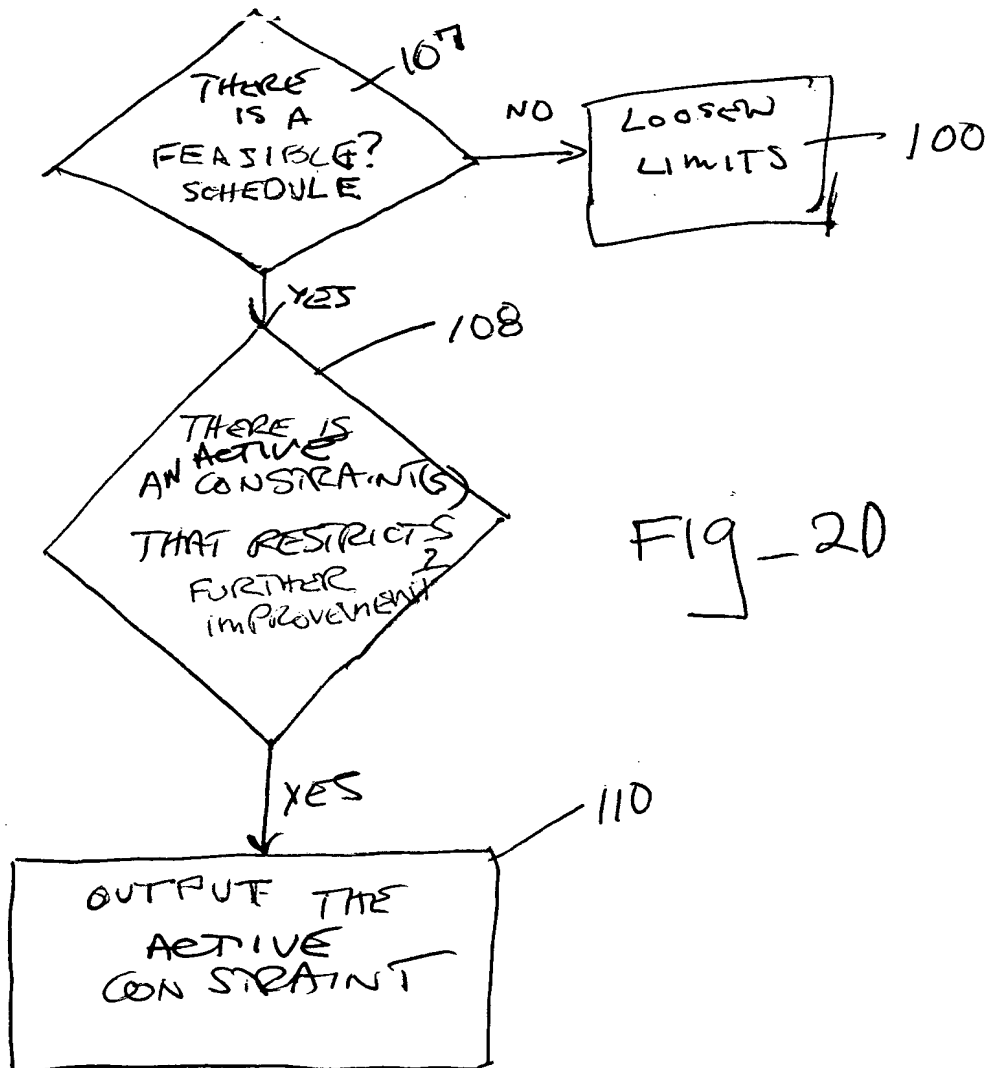 107
THERE
IS A
FEASIBLE?
SCHEDULE
NO
LOOSEN
LIMITS
100
YES
108
THERE IS
AN ACTIVE
CONSTRAINT(S)
THAT RESTRICTS
FURTHER
IMPROVEMENT?
Fig_2D
YES
110
OUTPUT THE
ACTIVE
CONSTRAINT